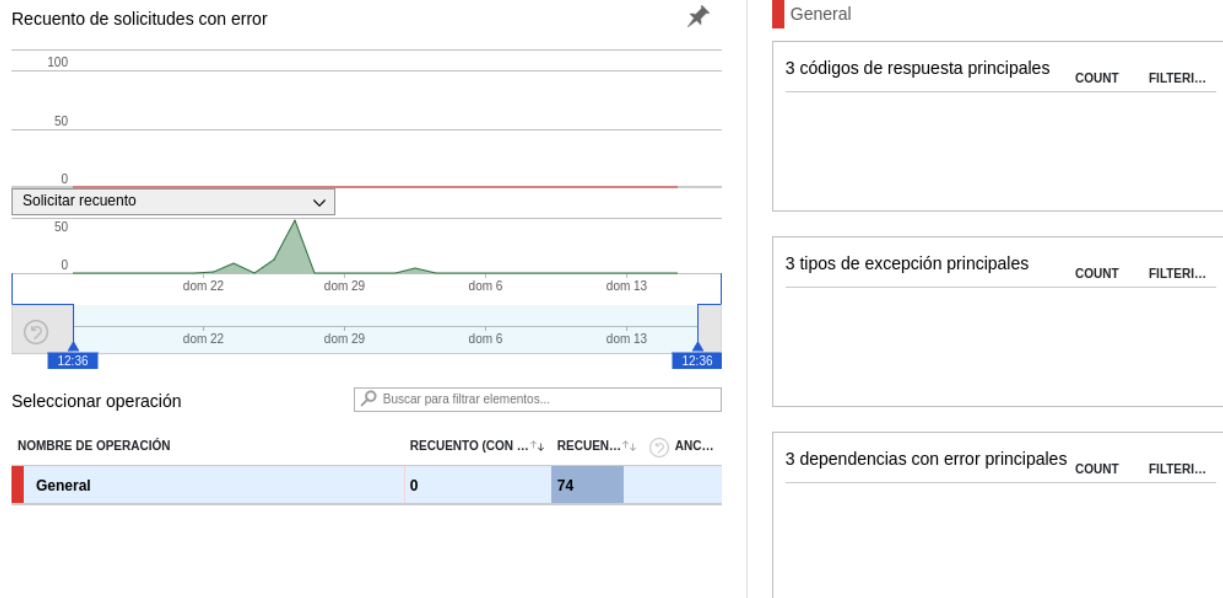 Recuento de solicitudes con error
100
50
0
Solicitar recuento
50
0
dom 22 dom 29 dom 6 dom 13
dom 22 dom 29 dom 6 dom 13
12:36 12:36
Seleccionar operación
Buscar para filtrar elementos...
NOMBRE DE OPERACIÓN RECUENTO (CON ... RECUEN... ANC...
General 0 74
General
3 códigos de respuesta principales COUNT FILTERI...
3 tipos de excepción principales COUNT FILTERI...
3 dependencias con error principales COUNT FILTERI...